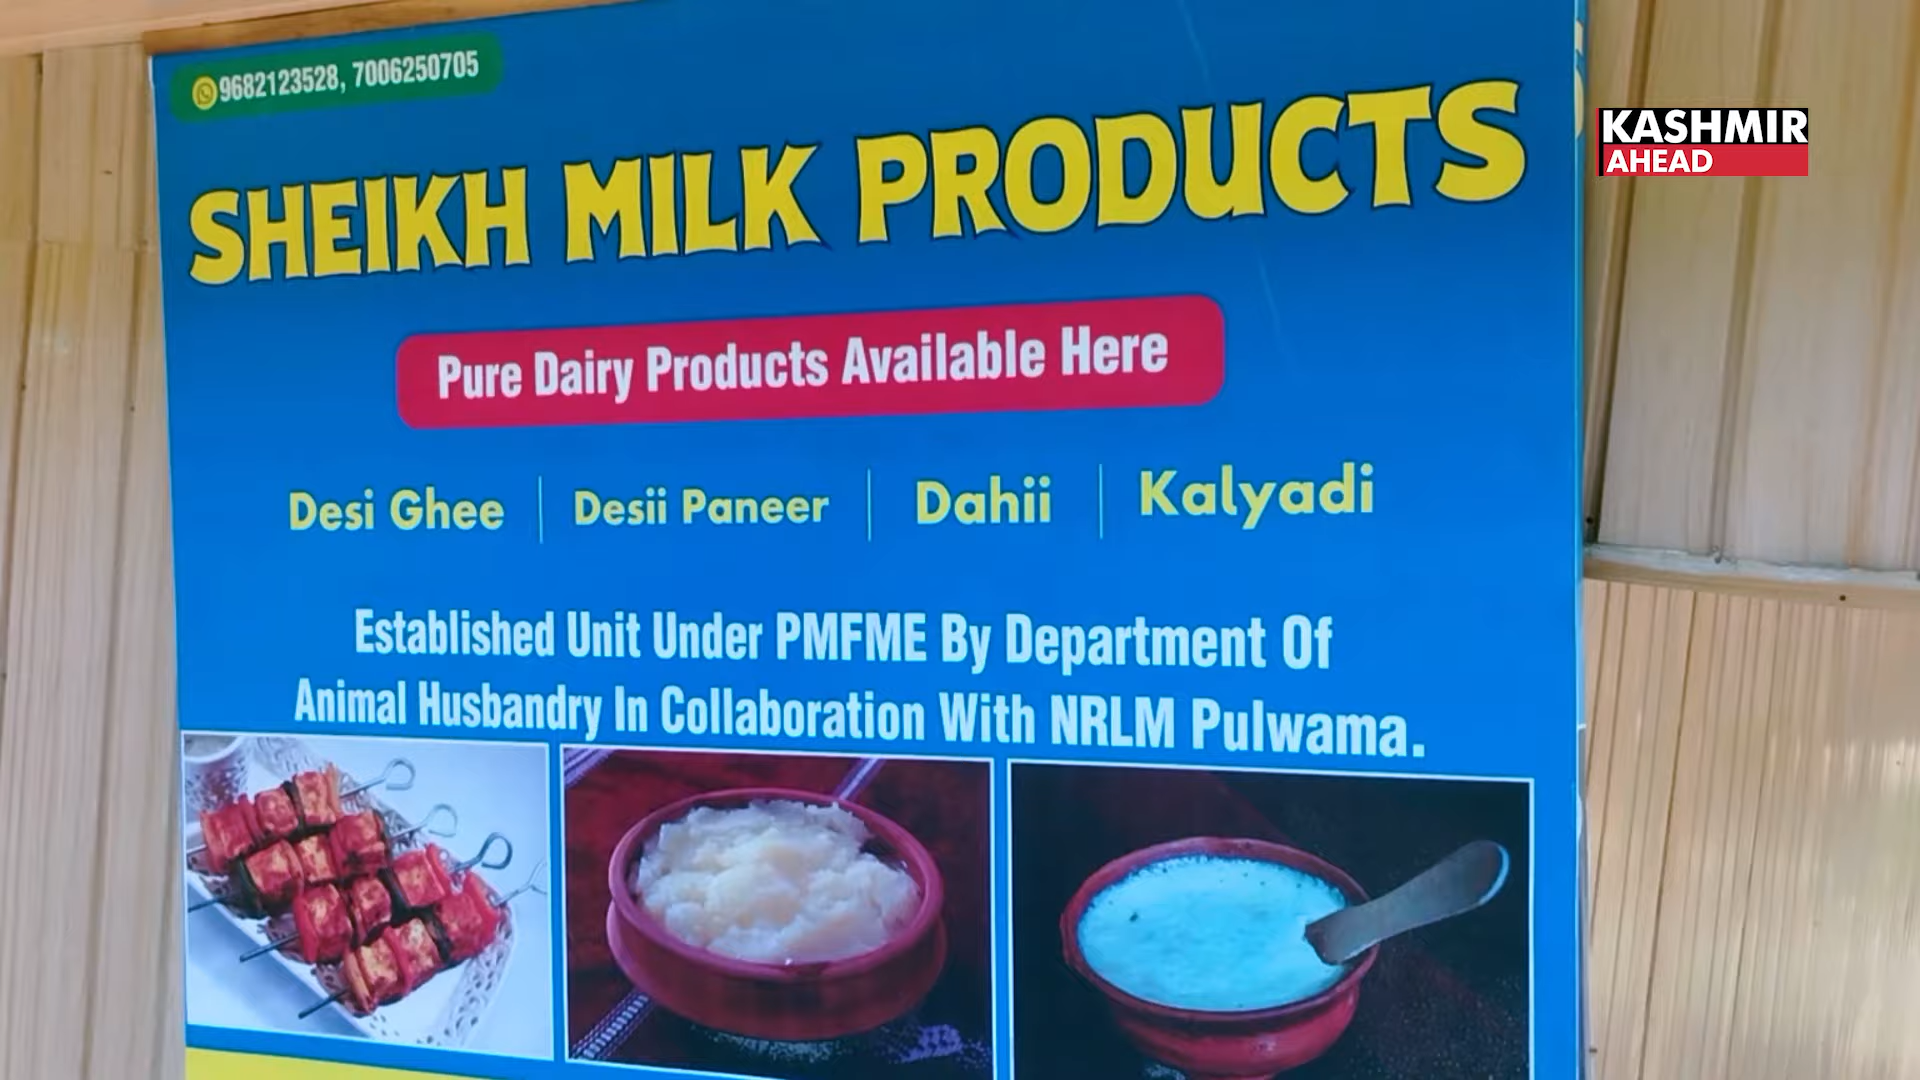 9682123528, 7006250705
SHEIKH MILK PRODUCTS
KASHMIR
AHEAD
Pure Dairy Products Available Here
Desi Ghee | Desii Paneer | Dahii | Kalyadi
Established Unit Under PMFME By Department Of
Animal Husbandry In Collaboration With NRLM Pulwama.